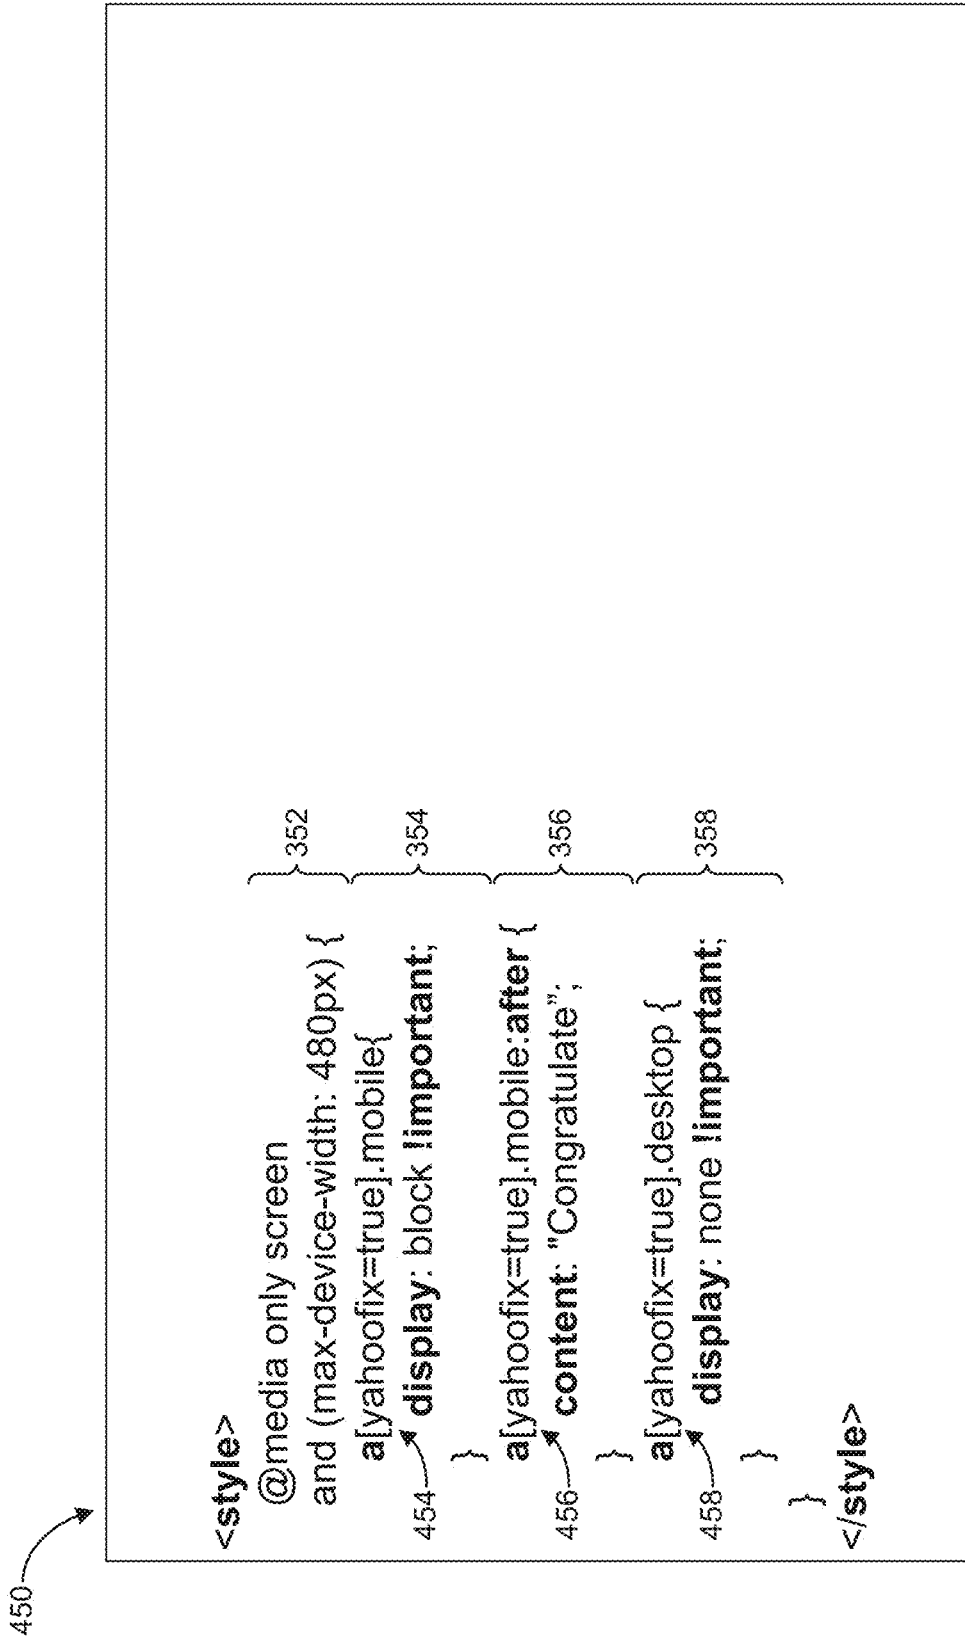 450
<style>
@media only screen
and (max-device-width: 480px) {
352
a[yahoofix=true].mobile{
454
display: block !important;
354
}
a[yahoofix=true].mobile:after {
456
content: "Congratulate”;
356
}
a[yahoofix=true].desktop {
458
display: none !important;
358
}
}
</style>